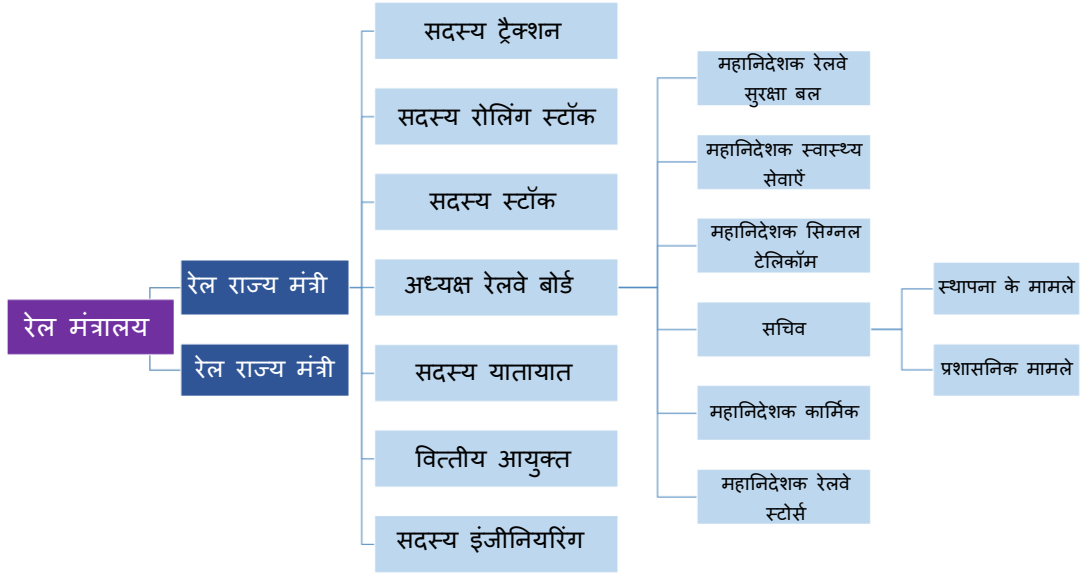 रेल मंत्रालय
रेल राज्य मंत्री
रेल राज्य मंत्री
सदस्य ट्रैक्शन
सदस्य रोलिंग स्टॉक
सदस्य स्टॉक
अध्यक्ष रेलवे बोर्ड
सदस्य यातायात
वित्तीय आयुक्त
सदस्य इंजीनियरिंग
महानिदेशक रेलवे
सुरक्षा बल
महानिदेशक स्वास्थ्य
सेवाऐं
महानिदेशक सिग्नल
टेलिकॉम
सचिव
महानिदेशक कार्मिक
महानिदेशक रेलवे
स्टोर्स
स्थापना के मामले
प्रशासनिक मामले